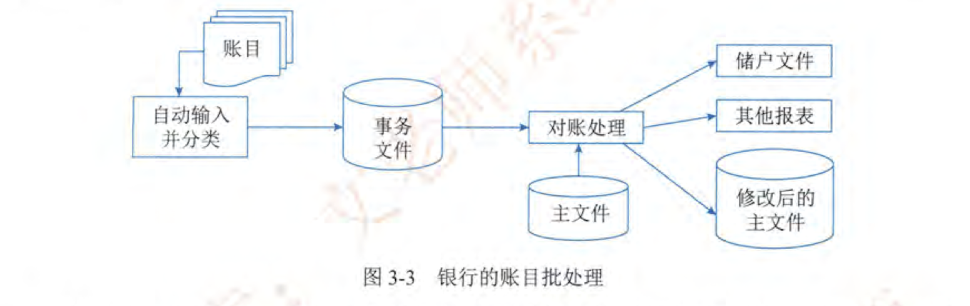 账目
自动输入
并分类
事务
文件
对账处理
主文件
储户文件
其他报表
修改后的
主文件
图 3-3 银行的账目批处理